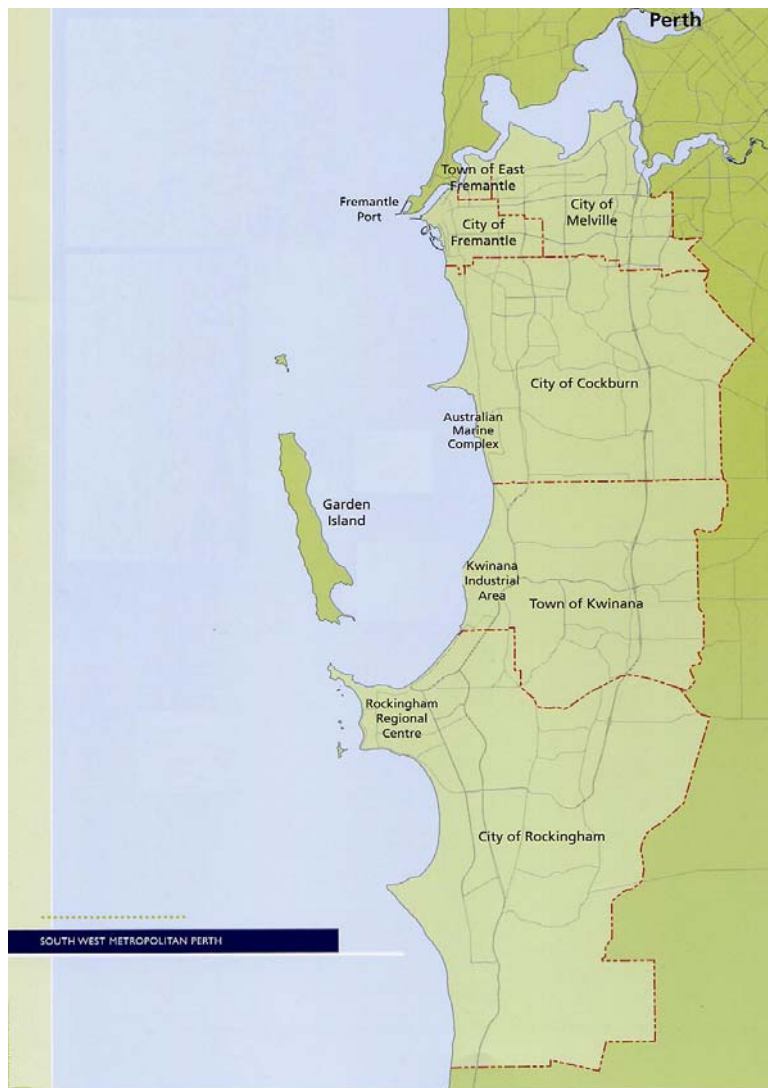 Perth
Town of East
Fremantle
Fremantle
Port
City of
Melville
City of
Fremantle
City of Cockburn
Australian
Marine
Complex
Garden
Island
Kwinana
Industrial
Area
Town of Kwinana
Rockingham
Regional
Centre
City of Rockingham
SOUTH WEST METROPOLITAN PERTH